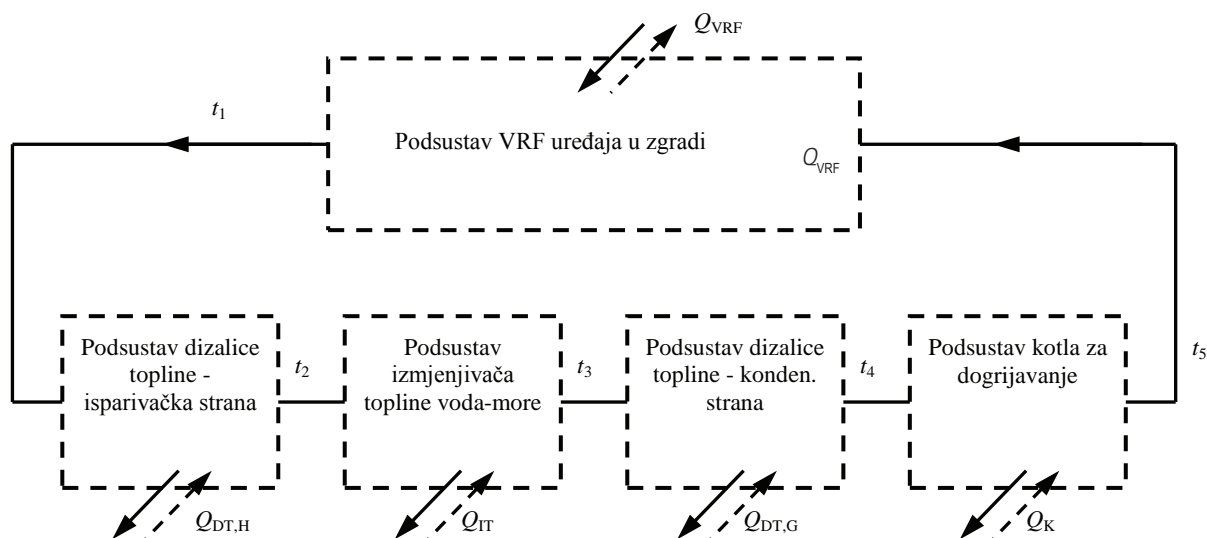 Q_VRF
t_1
Podsustav VRF uređaja u zgradi
Q_VRF
Podsustav dizalice
topline -
isparivačka strana
t_2
Podsustav
izmjenjivača
topline voda-more
t_3
Podsustav dizalice
topline - konden.
strana
t_4
Podsustav kotla za
dogrijavanje
t_5
Q_DT,H
Q_IT
Q_DT,G
Q_K